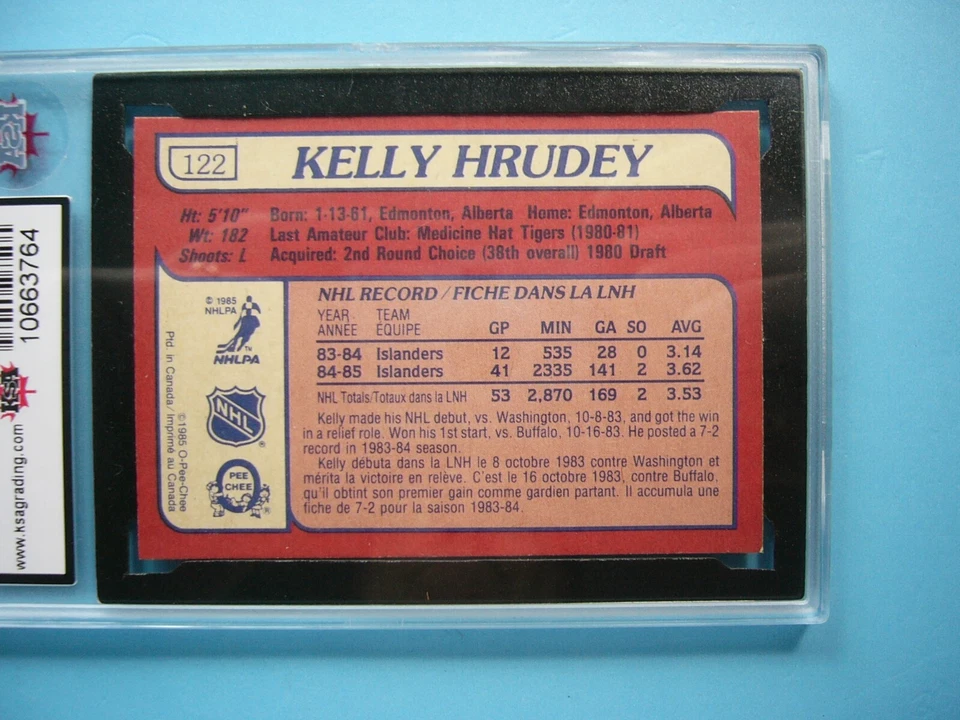 122
KELLY HRUDEY
Ht: 5'10" Born: 1-13-61, Edmonton, Alberta Home: Edmonton, Alberta
Wt: 182 Last Amateur Club: Medicine Hat Tigers (1980-81)
Shoots: L Acquired: 2nd Round Choice (38th overall) 1980 Draft
© 1985
NHLPA
NHLPA
TM
NHL
®
O
PEE
CHEE
®
© 1985 O-Pee-Chee
Ptd. in Canada/Imprimé au Canada
NHL RECORD / FICHE DANS LA LNH
YEAR TEAM
ANNÉE ÉQUIPE GP MIN GA SO AVG
83-84 Islanders 12 535 28 0 3.14
84-85 Islanders 41 2335 141 2 3.62
NHL Totals/Totaux dans la LNH 53 2,870 169 2 3.53
Kelly made his NHL debut, vs. Washington, 10-8-83, and got the win
in a relief role. Won his 1st start, vs. Buffalo, 10-16-83. He posted a 7-2
record in 1983-84 season.
Kelly débuta dans la LNH le 8 octobre 1983 contre Washington et
mérita la victoire en relève. C'est le 16 octobre 1983, contre Buffalo,
qu'il obtint son premier gain comme gardien partant. Il accumula une
fiche de 7-2 pour la saison 1983-84.
10663764
KSA
www.ksagrading.com
KSA